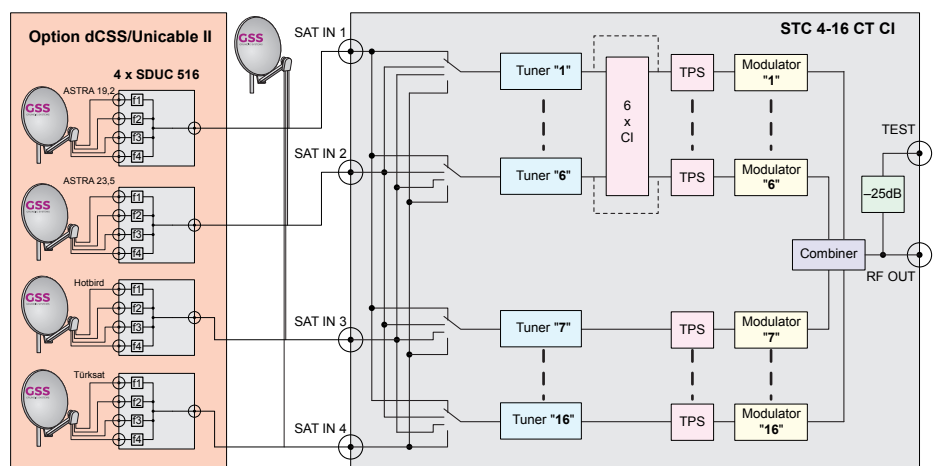 Option dCSS/Unicable II
4 x SDUC 516
GSS
SAT IN 1
STC 4-16 CT CI
ASTRA 19,2
GSS
f1
f2
f3
f4
Tuner "1"
6
x
CI
TPS
Modulator
"1"
TEST
SAT IN 2
ASTRA 23,5
GSS
f1
f2
f3
f4
Tuner "6"
TPS
Modulator
"6"
–25dB
Combiner
RF OUT
Hotbird
GSS
f1
f2
f3
f4
SAT IN 3
Tuner "7"
TPS
Modulator
"7"
Türksat
GSS
f1
f2
f3
f4
SAT IN 4
Tuner "16"
TPS
Modulator
"16"